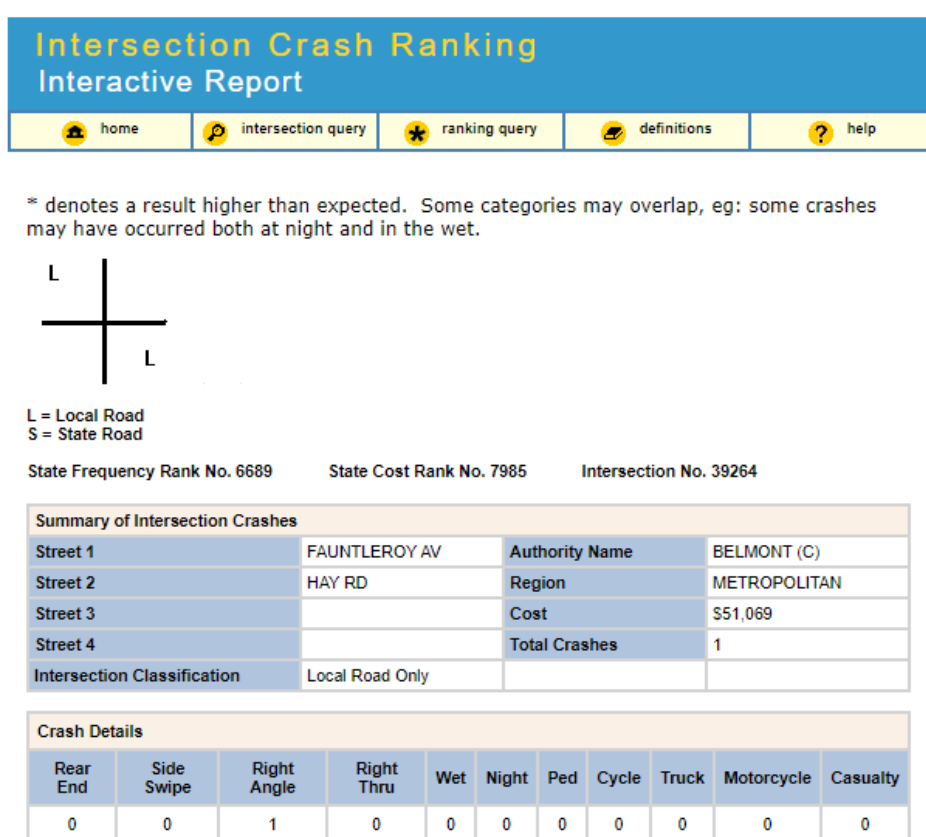 Intersection Crash Ranking
Interactive Report
home intersection query ranking query definitions help
* denotes a result higher than expected. Some categories may overlap, eg: some crashes
may have occurred both at night and in the wet.
L
L
L = Local Road
S = State Road
State Frequency Rank No. 6689 State Cost Rank No. 7985 Intersection No. 39264
Summary of Intersection Crashes
Street 1 FAUNTLEROY AV Authority Name BELMONT (C)
Street 2 HAY RD Region METROPOLITAN
Street 3 Cost $51,069
Street 4 Total Crashes 1
Intersection Classification Local Road Only
Crash Details
Rear End Side Swipe Right Angle Right Thru Wet Night Ped Cycle Truck Motorcycle Casualty
0 0 1 0 0 0 0 0 0 0 0